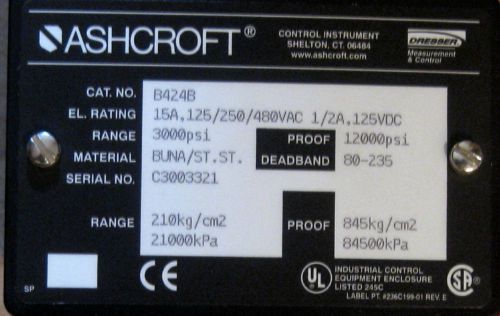 ASHCROFT®
CONTROL INSTRUMENT
SHELTON, CT. 06484
www.ashcroft.com
DRESSER
Measurement
& Control
CAT. NO. B424B
EL. RATING 15A,125/250/480VAC 1/2A,125VDC
RANGE 3000psi PROOF 12000psi
MATERIAL BUNA/ST.ST. DEADBAND 80-235
SERIAL NO. C3003321
RANGE 210kg/cm2 PROOF 845kg/cm2
21000kPa 84500kPa
SP CE
UL
INDUSTRIAL CONTROL
EQUIPMENT ENCLOSURE
LISTED 245C
SA
LABEL PT. #236C199-01 REV. E